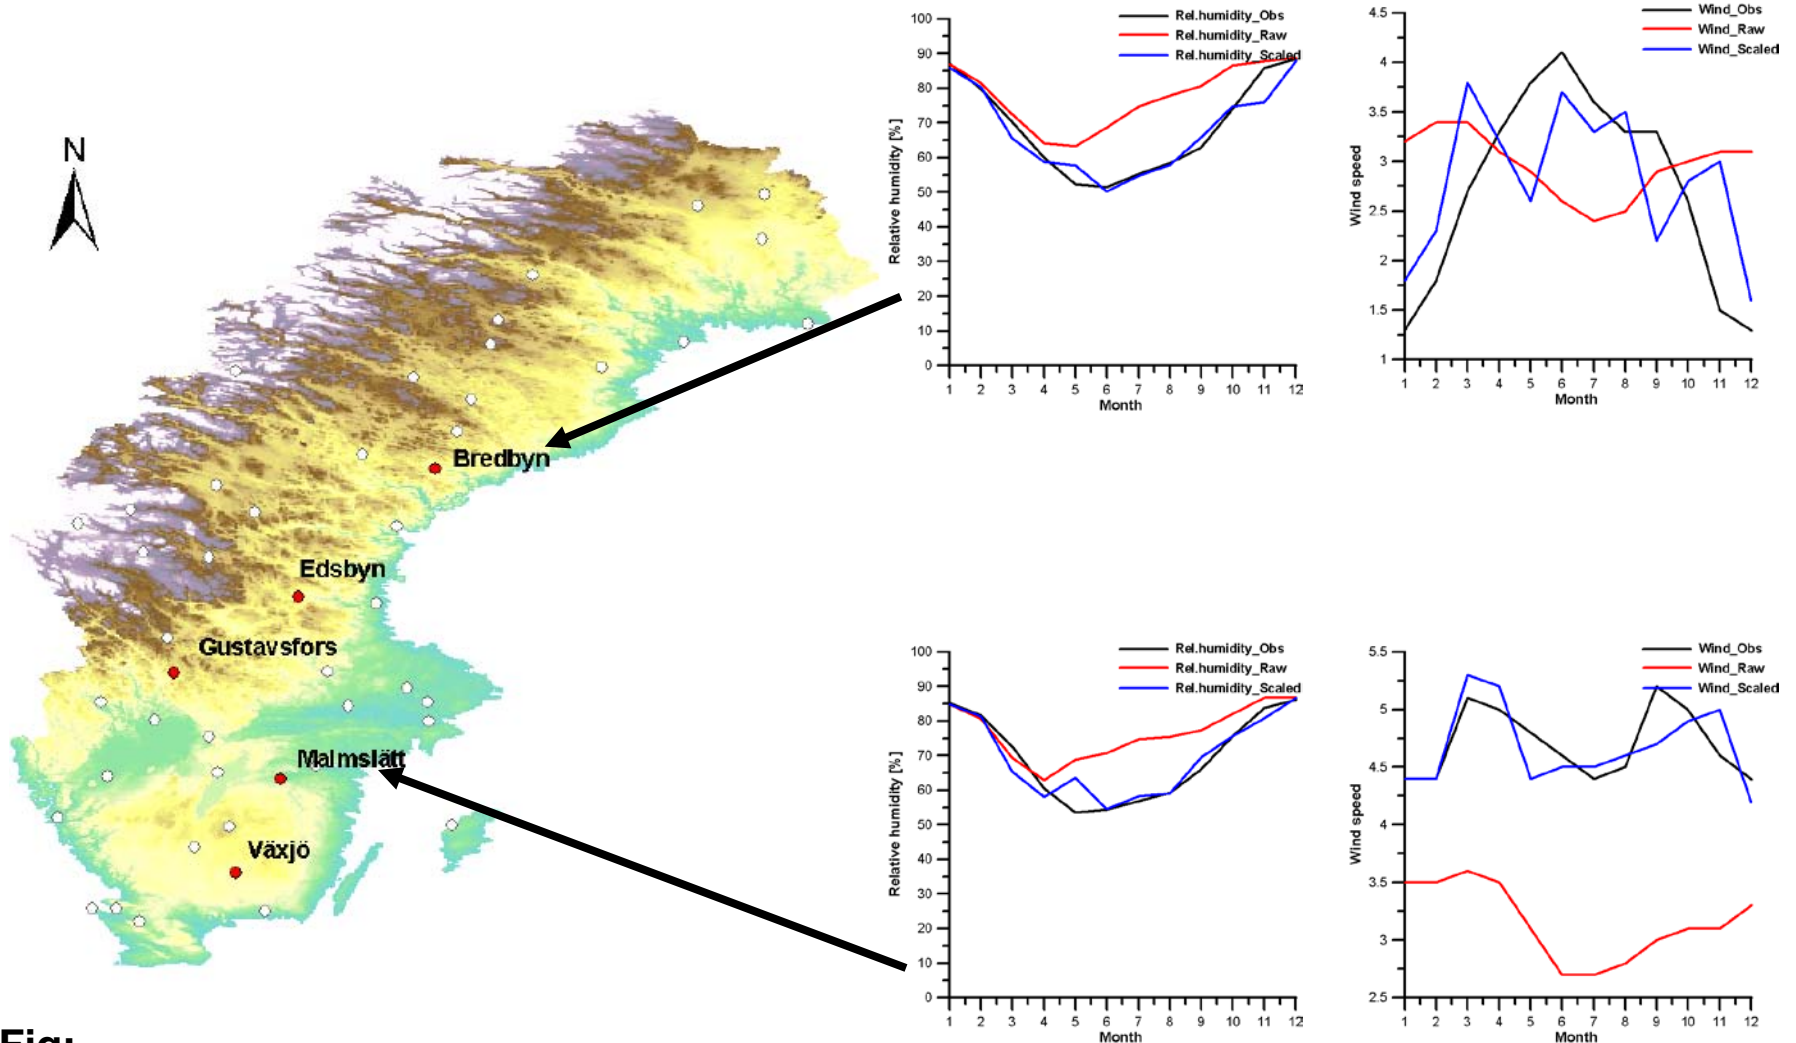 N
Bredbyn
Edsbyn
Gustavsfors
Malmslätt
Växjö
Fig:
Rel.humidity_Obs
Rel.humidity_Raw
Rel.humidity_Scaled
Relative humidity [%]
100
90
80
70
60
50
40
30
20
10
0
1 2 3 4 5 6 7 8 9 10 11 12
Month
Wind_Obs
Wind_Raw
Wind_Scaled
Wind speed
4.5
4
3.5
3
2.5
2
1.5
1
1 2 3 4 5 6 7 8 9 10 11 12
Month
Rel.humidity_Obs
Rel.humidity_Raw
Rel.humidity_Scaled
Relative humidity [%]
100
90
80
70
60
50
40
30
20
10
0
1 2 3 4 5 6 7 8 9 10 11 12
Month
Wind_Obs
Wind_Raw
Wind_Scaled
Wind speed
5.5
5
4.5
4
3.5
3
2.5
1 2 3 4 5 6 7 8 9 10 11 12
Month